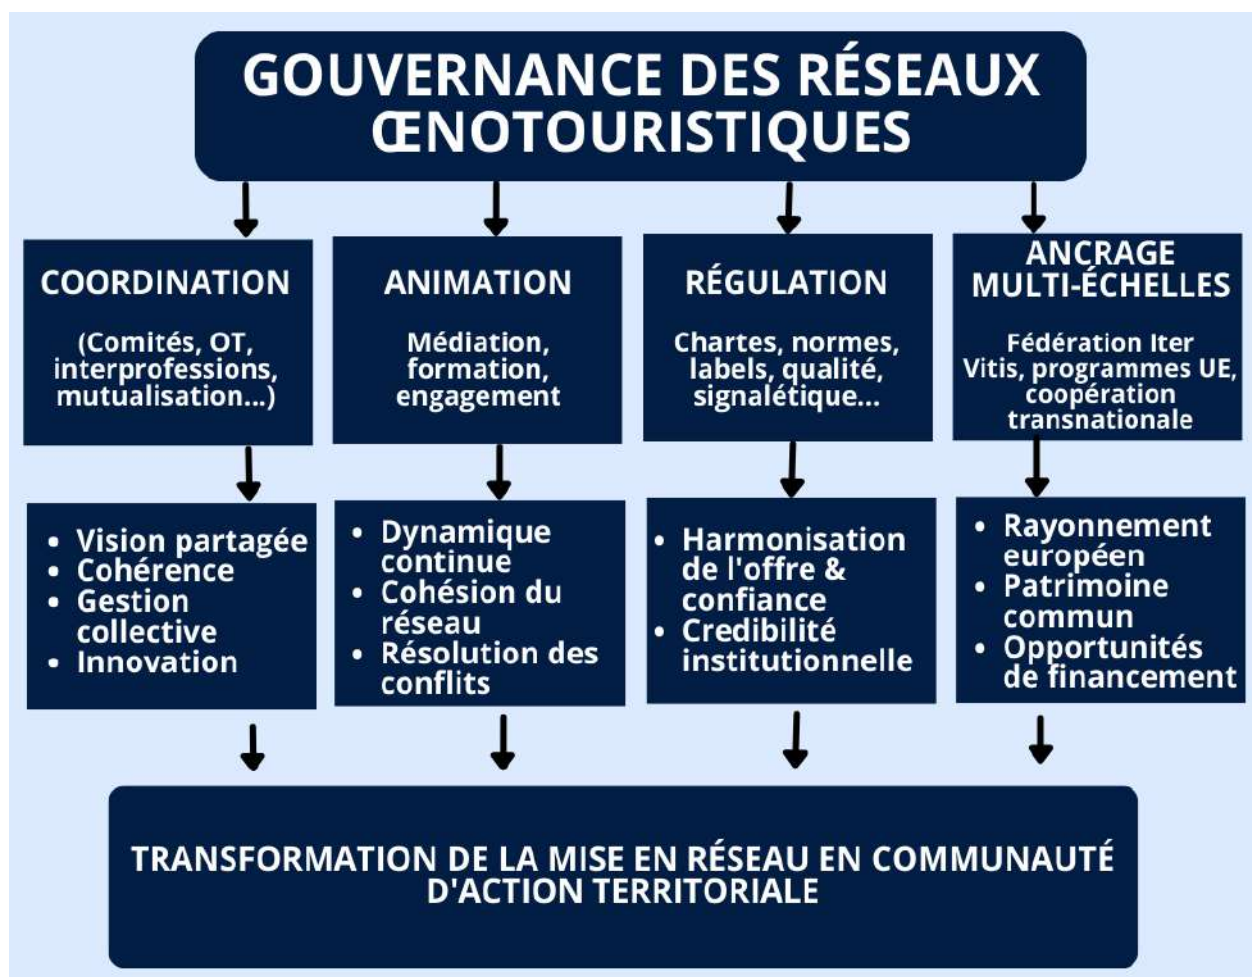 GOUVERNANCE DES RÉSEAUX
ŒNOTOURISTIQUES
COORDINATION
(Comités, OT,
interprofessions,
mutualisation...)
ANIMATION
Médiation,
formation,
engagement
RÉGULATION
Chartes, normes,
labels, qualité,
signalétique...
ANCRAGE
MULTI-ÉCHELLES
Fédération Iter
Vitis, programmes UE,
coopération
transnationale
• Vision partagée
• Cohérence
• Gestion
collective
• Innovation
• Dynamique
continue
• Cohésion du
réseau
• Résolution des
conflits
• Harmonisation
de l'offre &
confiance
• Credibilité
institutionnelle
• Rayonnement
européen
• Patrimoine
commun
• Opportunités
de financement
TRANSFORMATION DE LA MISE EN RÉSEAU EN COMMUNAUTÉ
D'ACTION TERRITORIALE